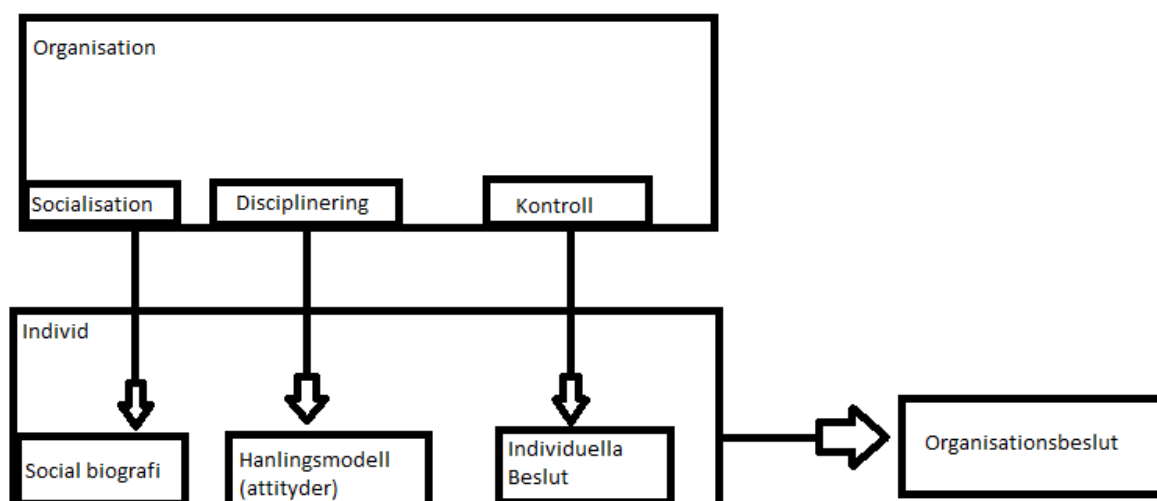 Organisation
Socialisation
Disciplinering
Kontroll
Individ
Social biografi
Hanlingsmodell
(attityder)
Individuella
Beslut
Organisationsbeslut